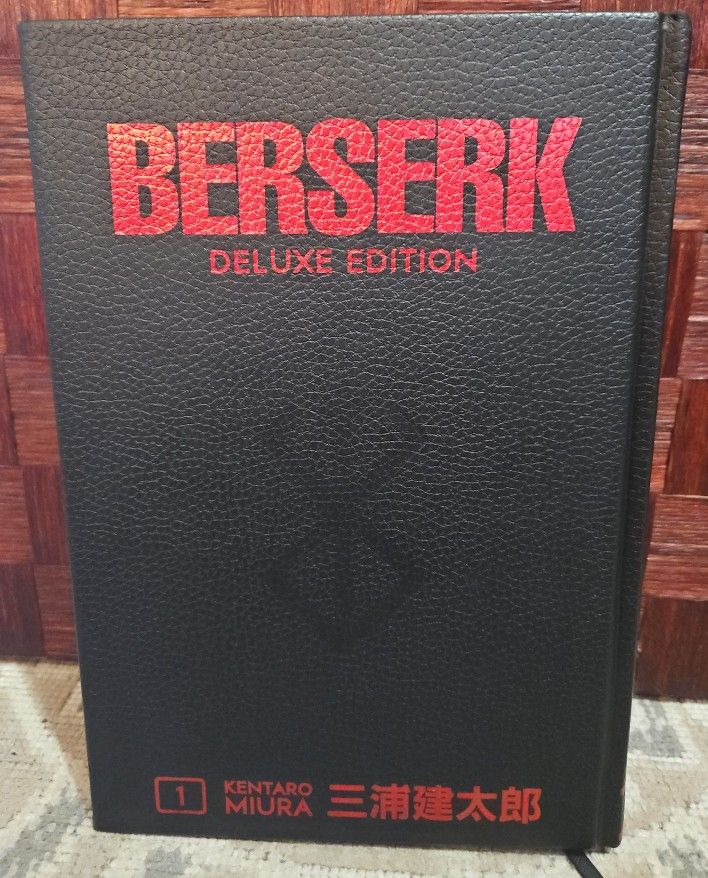 BERSERK
DELUXE EDITION
1 KENTARO MIURA 三浦建太郎